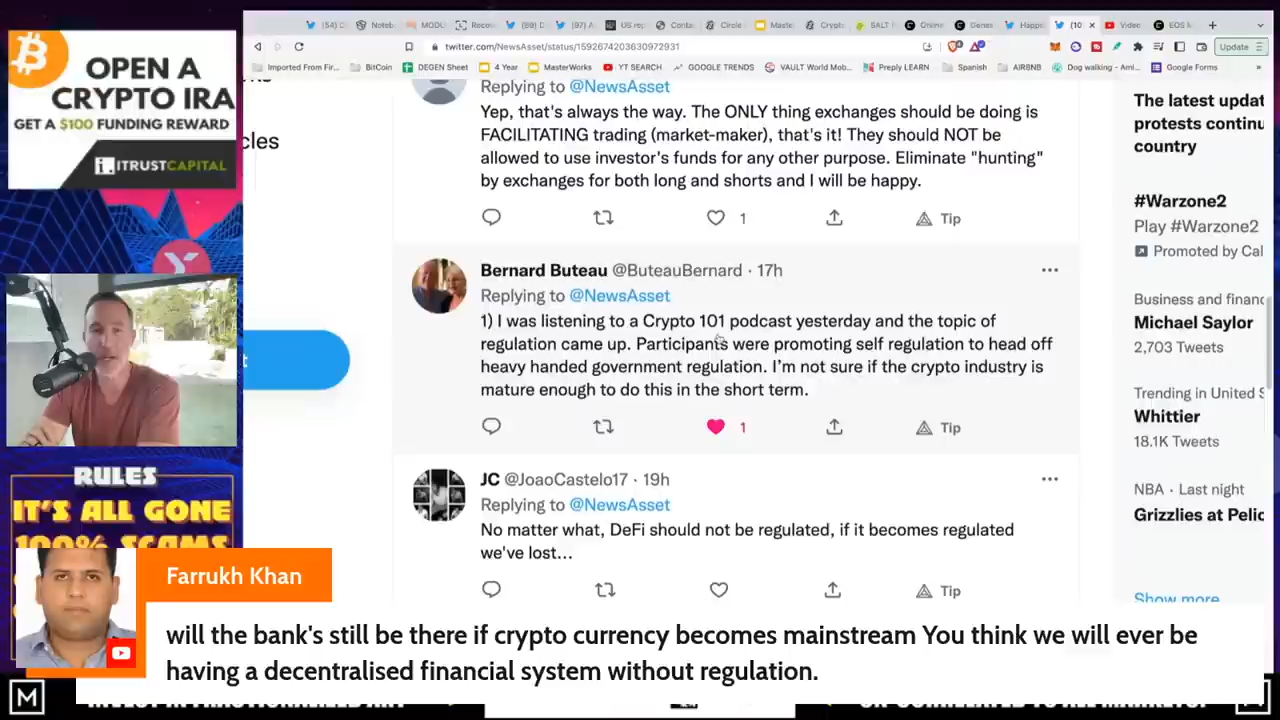 OPEN A
CRYPTO IRA
GET A $100 FUNDING REWARD
ITRUSTCAPITAL
twitter.com/NewsAsset/status/1592674203630972931
Update
Imported From Fir...
BitCoin
DEGEN Sheet
4 Year
MasterWorks
YT SEARCH
GOOGLE TRENDS
VAULT World Mob...
Preply LEARN
Spanish
AIRBNB
Dog walking - Aml...
Google Forms
cles
Replying to @NewsAsset
Yep, that's always the way. The ONLY thing exchanges should be doing is
FACILITATING trading (market-maker), that's it! They should NOT be
allowed to use investor's funds for any other purpose. Eliminate "hunting"
by exchanges for both long and shorts and I will be happy.
1
Tip
Bernard Buteau @ButeauBernard · 17h
Replying to @NewsAsset
1) I was listening to a Crypto 101 podcast yesterday and the topic of
regulation came up. Participants were promoting self regulation to head off
heavy handed government regulation. I'm not sure if the crypto industry is
mature enough to do this in the short term.
1
Tip
JC @JoaoCastelo17 · 19h
Replying to @NewsAsset
No matter what, DeFi should not be regulated, if it becomes regulated
we've lost...
Tip
The latest updat
protests continu
country
#Warzone2
Play #Warzone2
Promoted by Cal
Business and financ
Michael Saylor
2,703 Tweets
Trending in United S
Whittier
18.1K Tweets
NBA · Last night
Grizzlies at Pelic
Show more
RULES
IT'S ALL GONE
100% SCAMS
Farrukh Khan
will the bank's still be there if crypto currency becomes mainstream You think we will ever be
having a decentralised financial system without regulation.
M